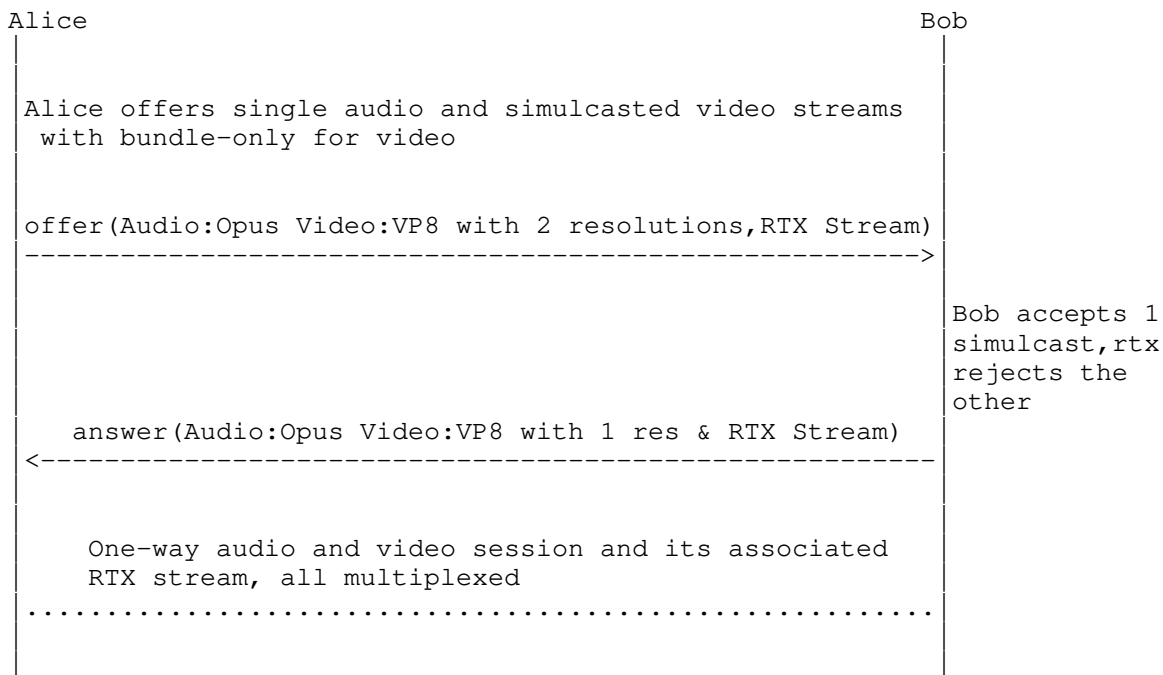 Alice Bob
Alice offers single audio and simulcasted video streams
with bundle-only for video
offer(Audio:Opus Video:VP8 with 2 resolutions,RTX Stream)
Bob accepts 1
simulcast,rtx
rejects the
other
answer(Audio:Opus Video:VP8 with 1 res & RTX Stream)
One-way audio and video session and its associated
RTX stream, all multiplexed